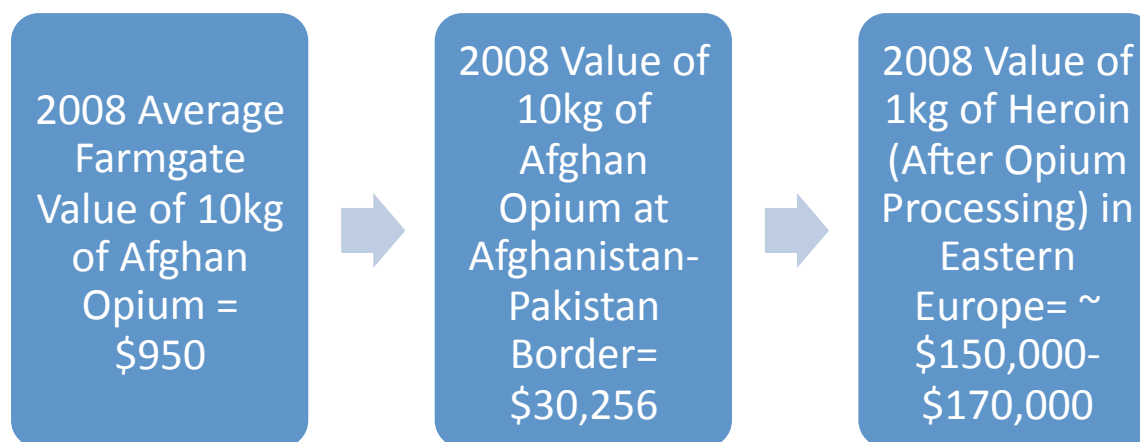 2008 Average
Farmgate
Value of 10kg
of Afghan
Opium =
$950
2008 Value of
10kg of
Afghan
Opium at
Afghanistan-
Pakistan
Border=
$30,256
2008 Value of
1kg of Heroin
(After Opium
Processing) in
Eastern
Europe= ~
$150,000-
$170,000